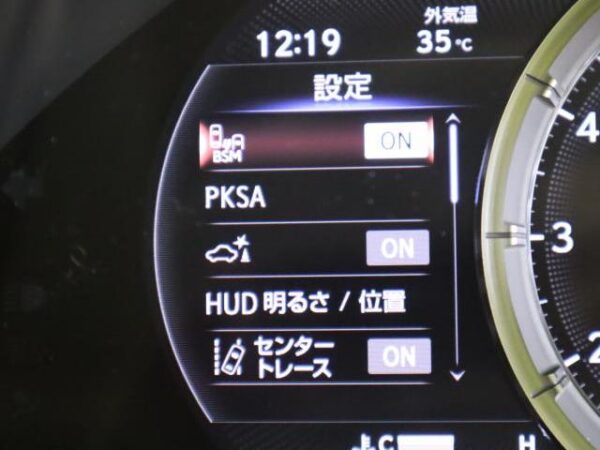 外気温
12:19 35℃
設定
BSM ON
PKSA
ON
HUD 明るさ / 位置
センター
トレース ON
4
3
2
C H